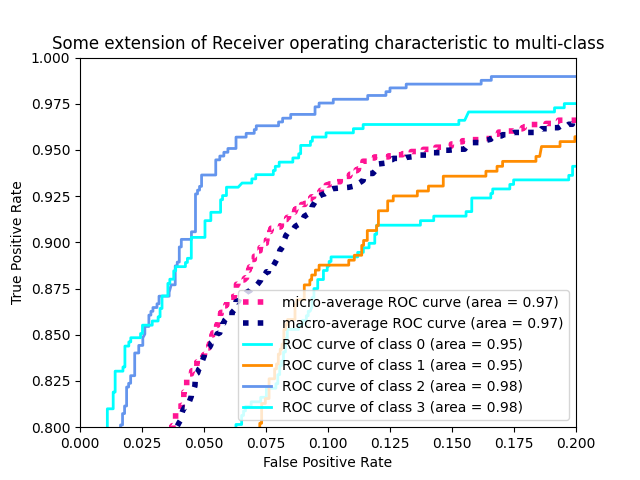 Some extension of Receiver operating characteristic to multi-class
True Positive Rate
1.000
0.975
0.950
0.925
0.900
0.875
0.850
0.825
0.800
micro-average ROC curve (area = 0.97)
macro-average ROC curve (area = 0.97)
ROC curve of class 0 (area = 0.95)
ROC curve of class 1 (area = 0.95)
ROC curve of class 2 (area = 0.98)
ROC curve of class 3 (area = 0.98)
0.000 0.025 0.050 0.075 0.100 0.125 0.150 0.175 0.200
False Positive Rate